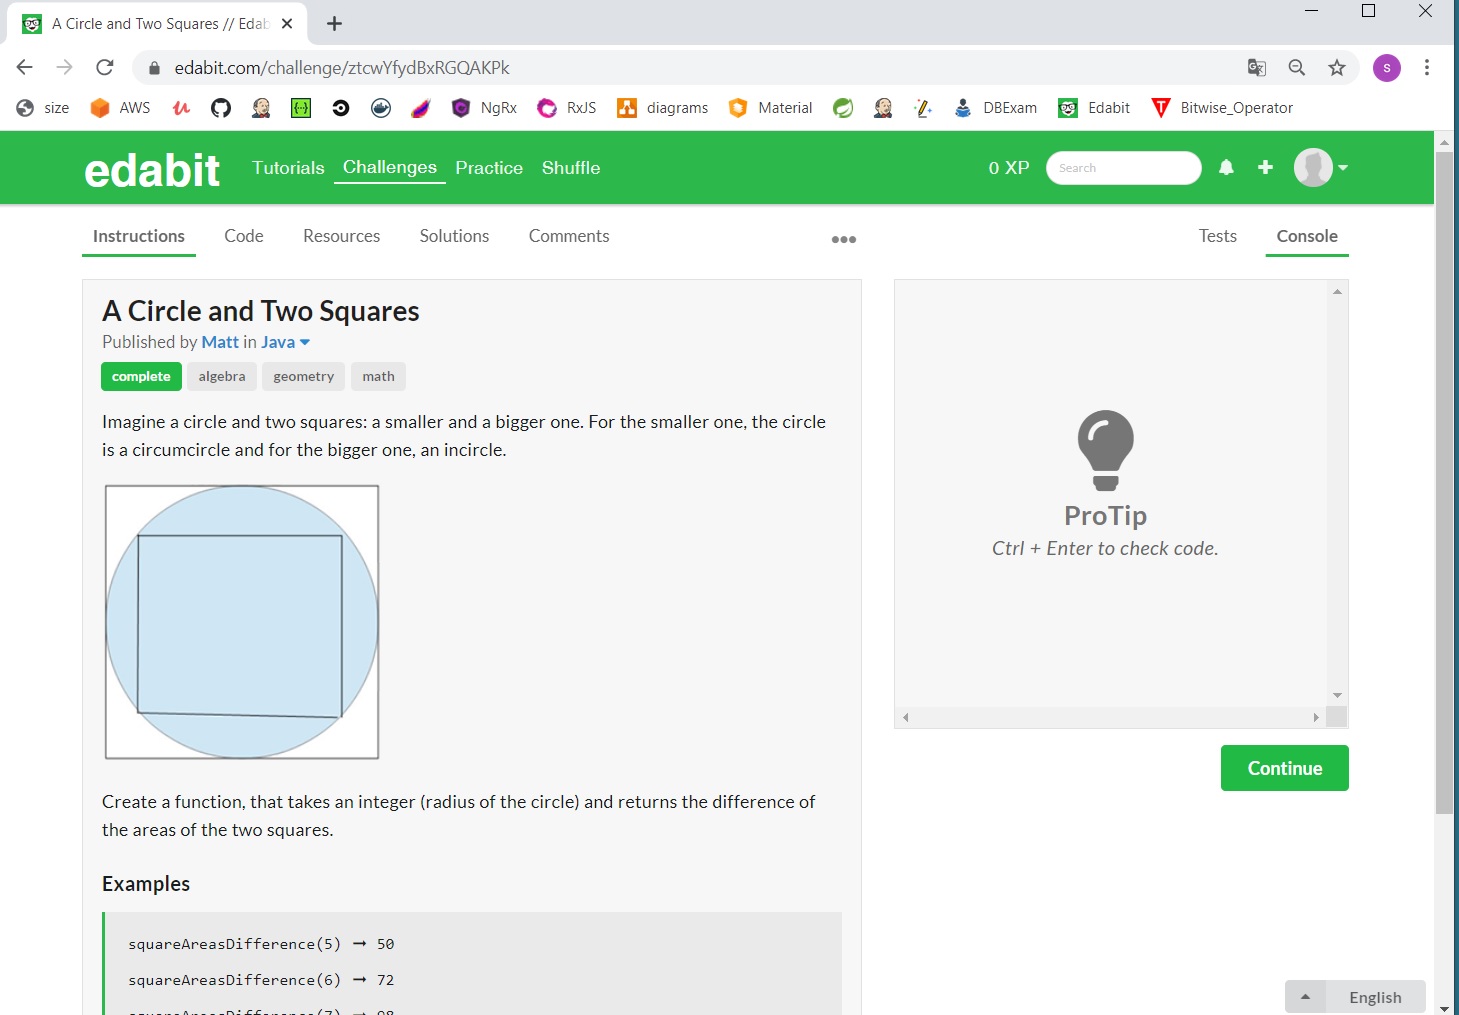 A Circle and Two Squares // Edab
edabit.com/challenge/ztcwYfydBxRGQAKPk
S
size AWS NgRx RxJS diagrams Material DBExam Edabit Bitwise_Operator
edabit Tutorials Challenges Practice Shuffle 0 XP Search
Instructions Code Resources Solutions Comments Tests Console
A Circle and Two Squares
Published by Matt in Java
complete algebra geometry math
Imagine a circle and two squares: a smaller and a bigger one. For the smaller one, the circle
is a circumcircle and for the bigger one, an incircle.
ProTip
Ctrl + Enter to check code.
Continue
Create a function, that takes an integer (radius of the circle) and returns the difference of
the areas of the two squares.
Examples
squareAreasDifference(5) ➞ 50
squareAreasDifference(6) ➞ 72
squareAreasDifference(7) ➞ 98
English